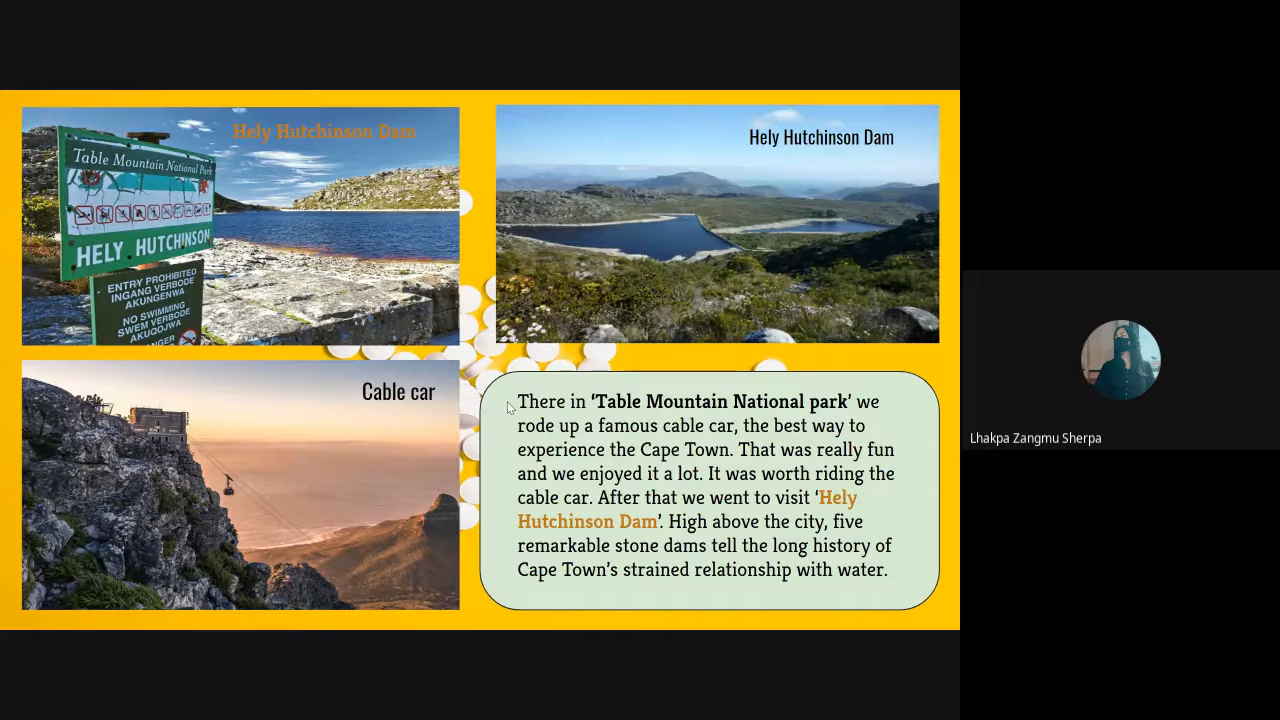 Hely Hutchinson Dam
Table Mountain National Park
HELY HUTCHINSON
ENTRY PROHIBITED
INGANG VERBODE
AKUNGENWA
NO SWIMMING
SWEM VERBODE
AKUQOJWA
Hely Hutchinson Dam
Cable car
There in ‘Table Mountain National park’ we
rode up a famous cable car, the best way to
experience the Cape Town. That was really fun
and we enjoyed it a lot. It was worth riding the
cable car. After that we went to visit ‘Hely
Hutchinson Dam’. High above the city, five
remarkable stone dams tell the long history of
Cape Town’s strained relationship with water.
Lhakpa Zangmu Sherpa